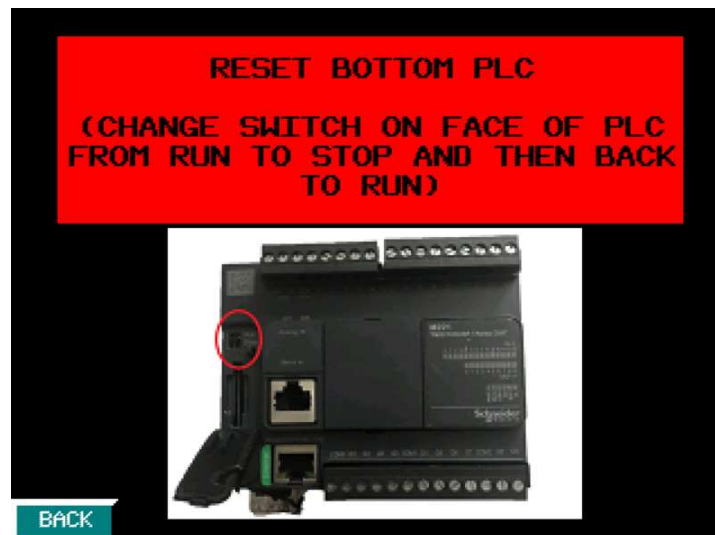 RESET BOTTOM PLC
(CHANGE SWITCH ON FACE OF PLC
FROM RUN TO STOP AND THEN BACK
TO RUN)
M221
Schneider
BACK